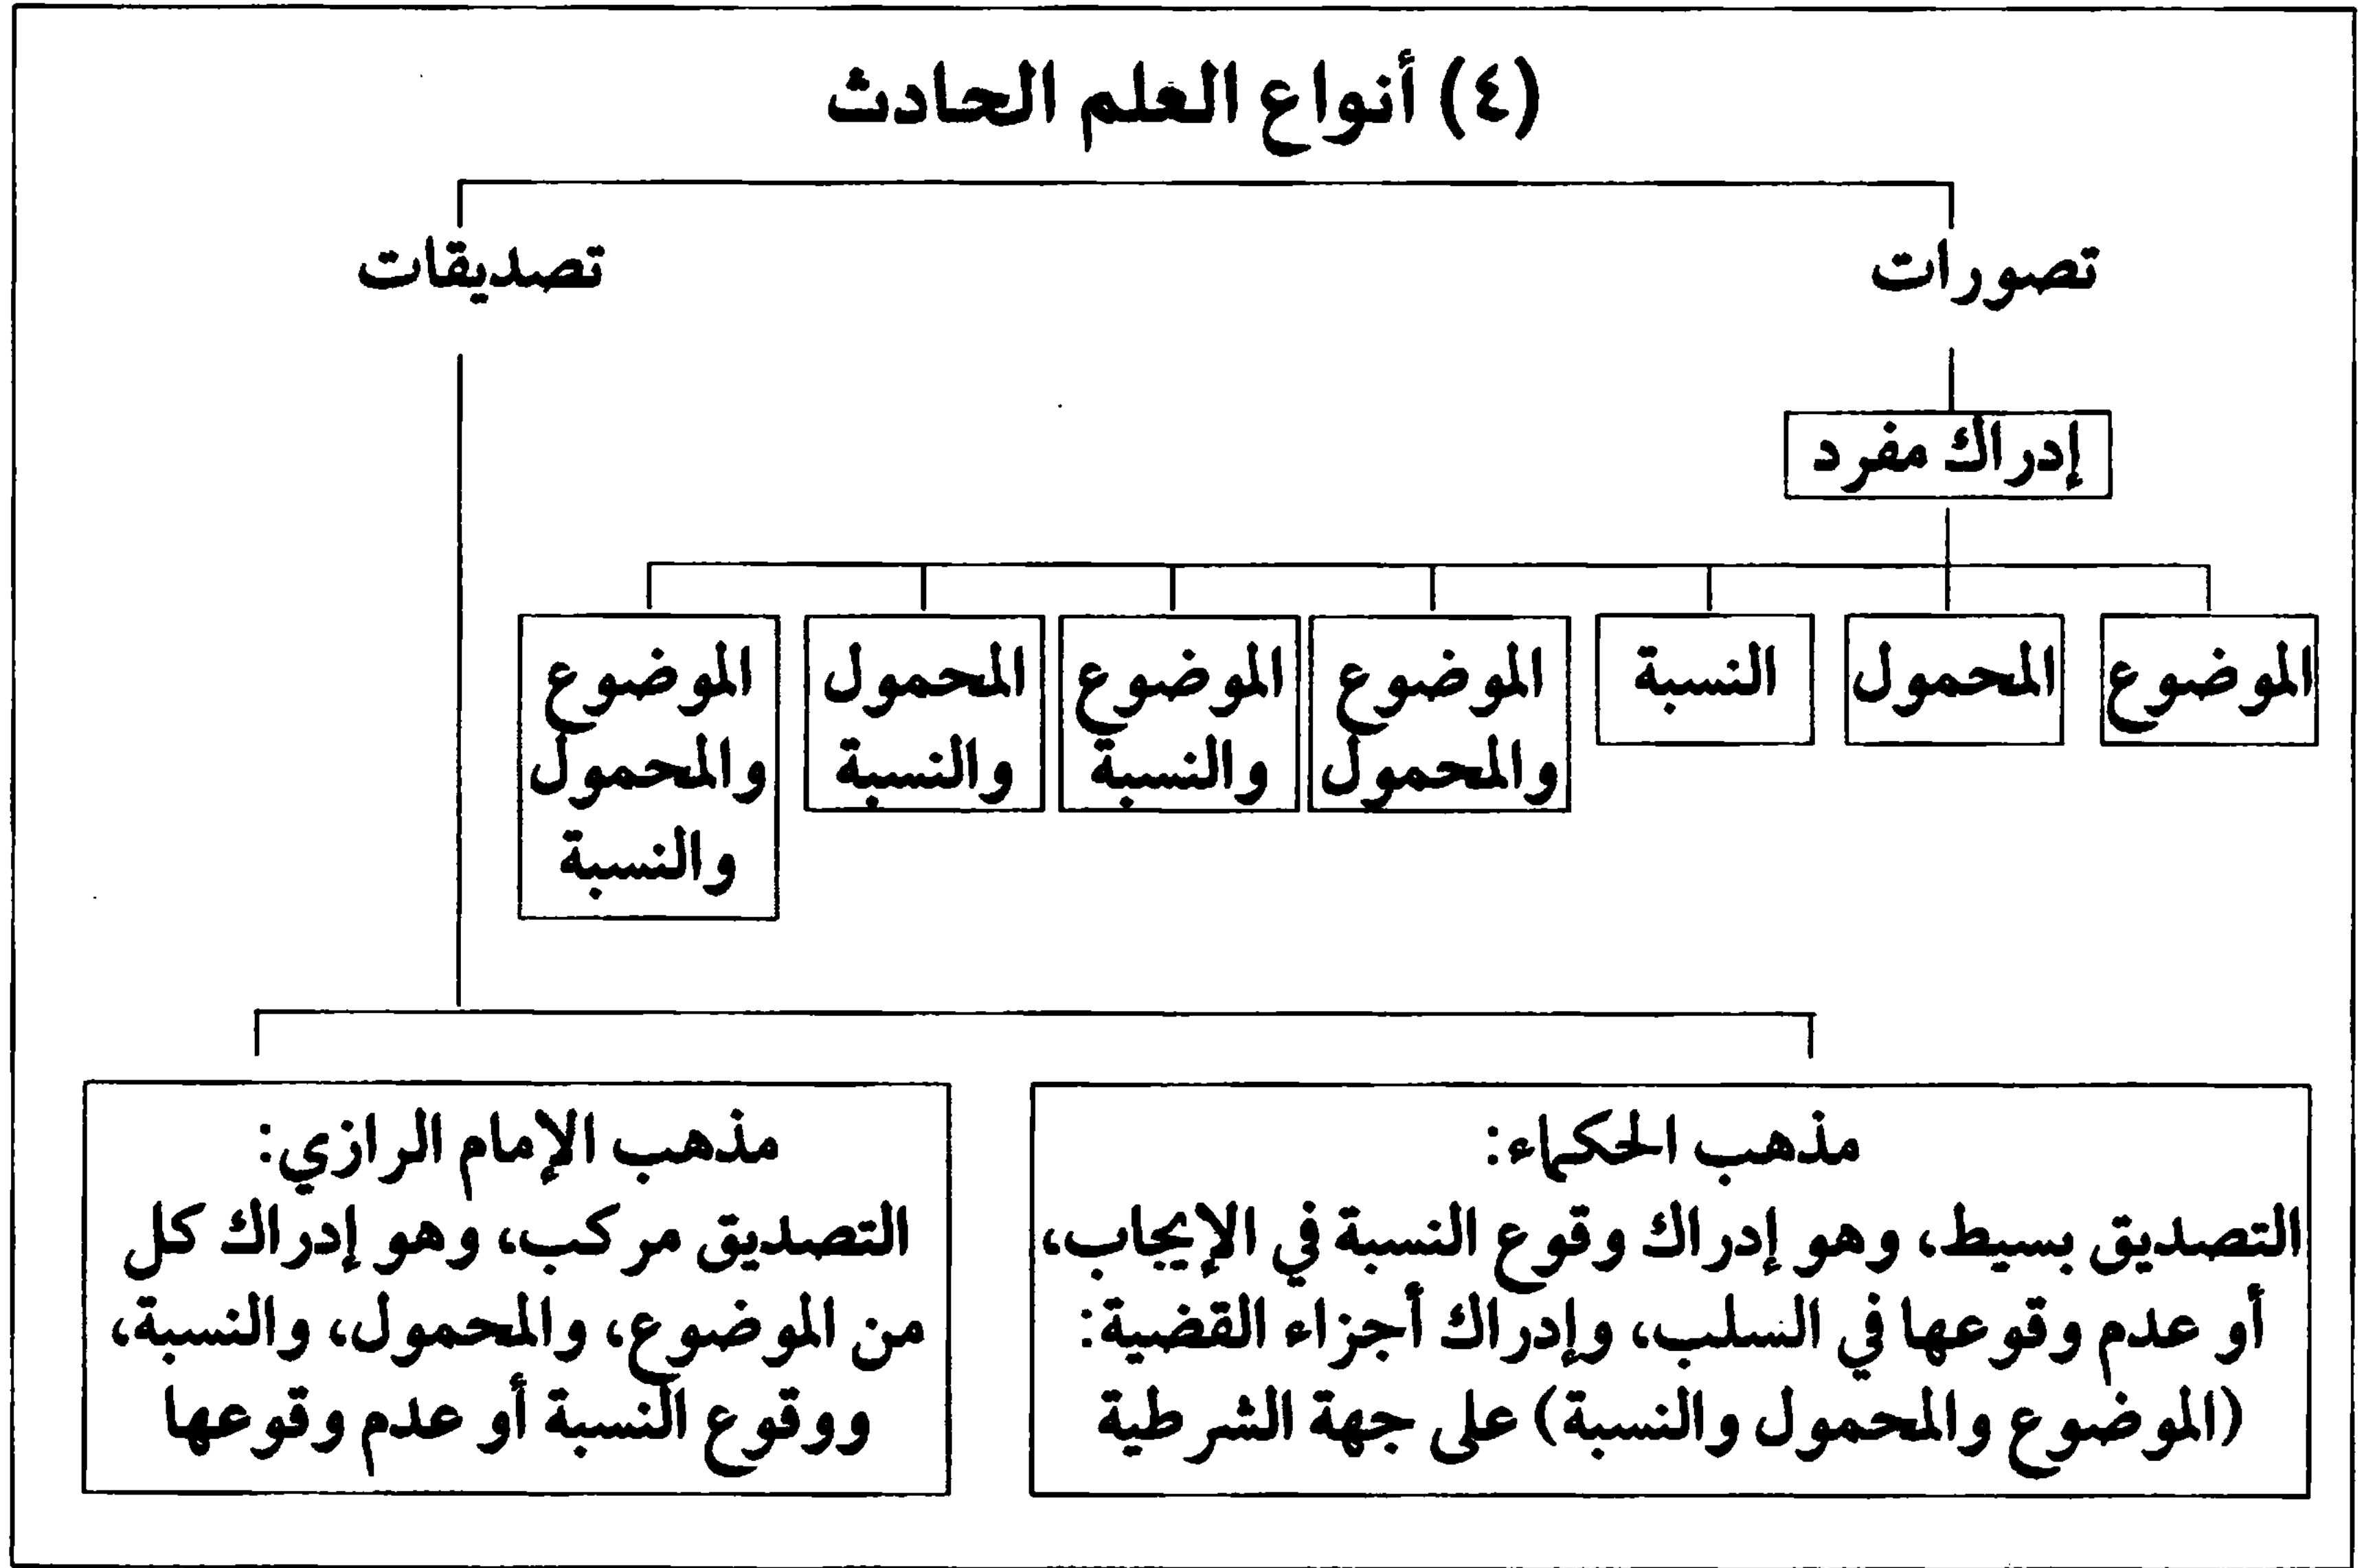 (٤) أنواع العلم الحادث
تصورات
تصديقات
إدراك مفرد
الموضوع
المحمول
النسبة
الموضوع
والمحمول
الموضوع
والنسبة
المحمول
والنسبة
الموضوع
والمحمول
والنسبة
مذهب الحكماء:
التصديق بسيط، وهو إدراك وقوع النسبة في الإيجاب،
أو عدم وقوعها في السلب، وإدراك أجزاء القضية:
(الموضوع والمحمول والنسبة) على جهة الشرطية
مذهب الإمام الرازي:
التصديق مركب، وهو إدراك كل
من الموضوع، والمحمول، والنسبة،
ووقوع النسبة أو عدم وقوعها